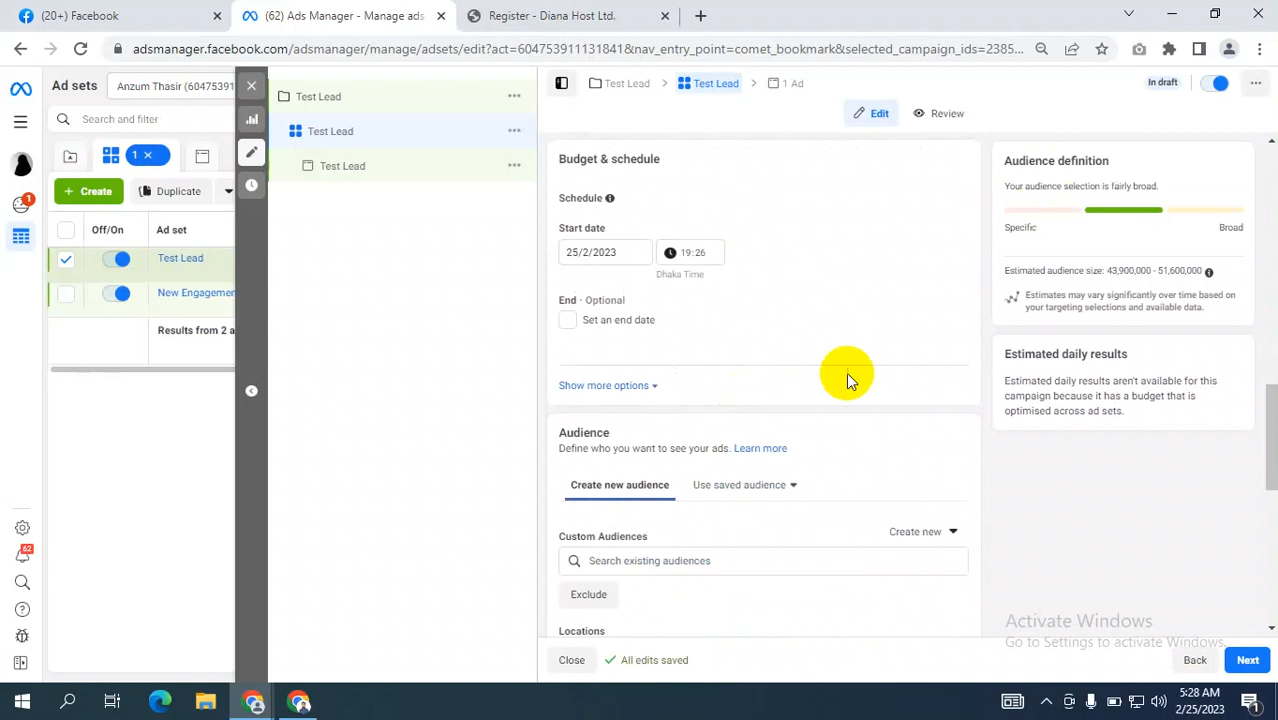 (20+) Facebook
(62) Ads Manager - Manage ads
Register - Diana Host Ltd.
adsmanager.facebook.com/adsmanager/manage/adsets/edit?act=604753911131841&nav_entry_point=comet_bookmark&selected_campaign_ids=2385...
Ad sets
Anzum Thasir (60475391
Search and filter
1
Create
Duplicate
Off/On
Ad set
Test Lead
New Engagemen
Results from 2 a
1
62
Test Lead
Test Lead
Test Lead
Test Lead
Test Lead
1 Ad
In draft
Edit
Review
Budget & schedule
Schedule
Start date
25/2/2023
19:26
Dhaka Time
End · Optional
Set an end date
Show more options
Audience
Define who you want to see your ads. Learn more
Create new audience
Use saved audience
Custom Audiences
Create new
Search existing audiences
Exclude
Locations
Close
All edits saved
Back
Next
Audience definition
Your audience selection is fairly broad.
Specific
Broad
Estimated audience size: 43,900,000 - 51,600,000
Estimates may vary significantly over time based on
your targeting selections and available data.
Estimated daily results
Estimated daily results aren't available for this
campaign because it has a budget that is
optimised across ad sets.
Activate Windows
Go to Settings to activate Windows.
5:28 AM
2/25/2023
1